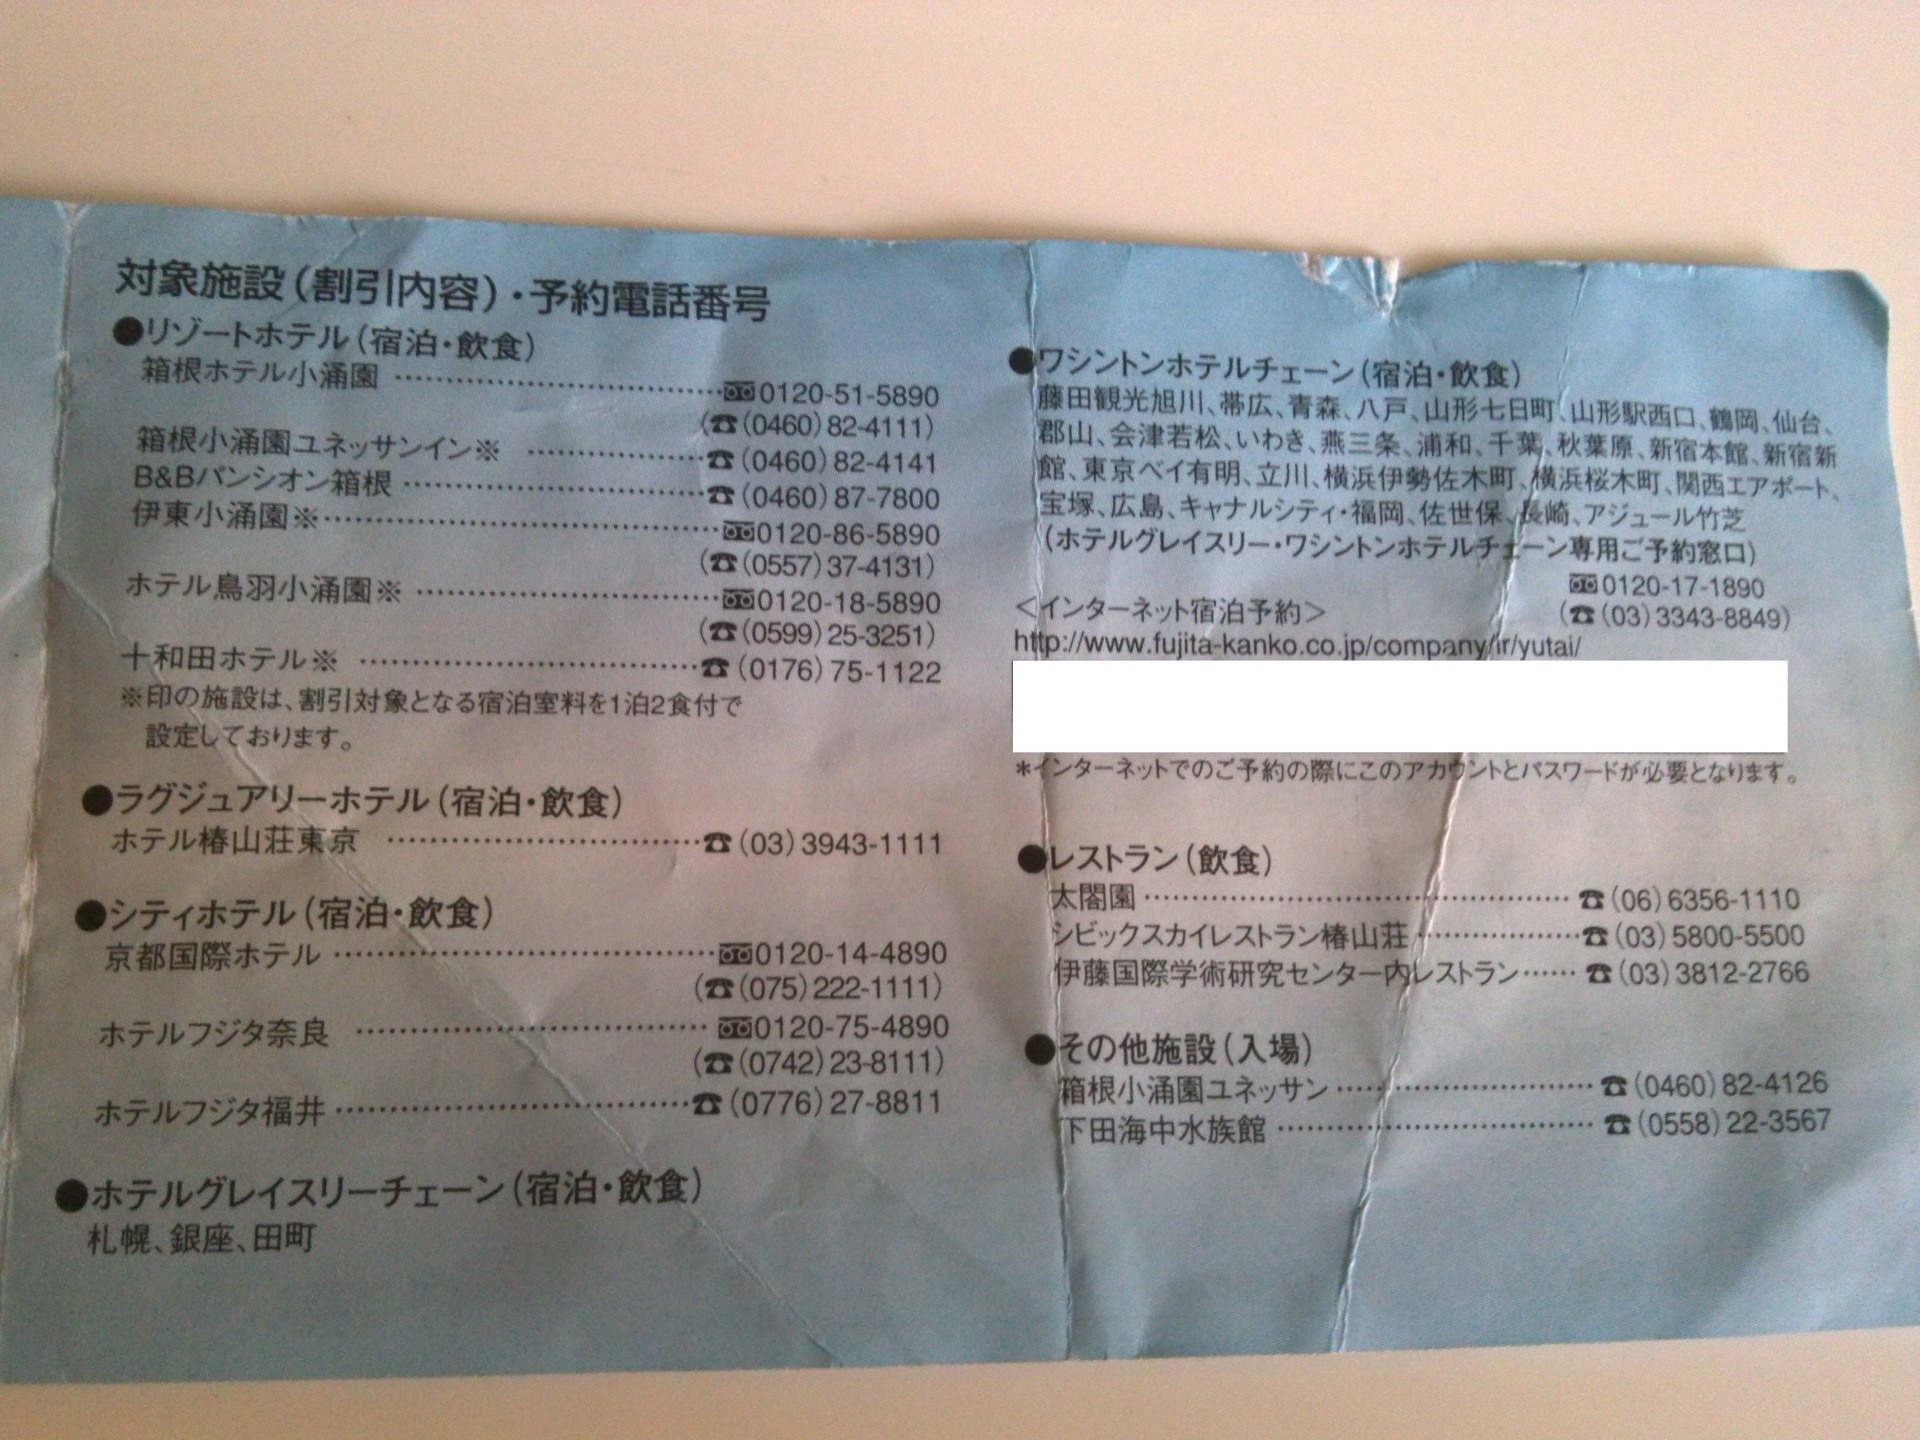 対象施設(割引内容)・予約電話番号
●リゾートホテル(宿泊・飲食)
箱根ホテル小涌園 ……………………… 0120-51-5890
(☎(0460)82-4111)
箱根小涌園ユネッサンイン※ ……………… ☎(0460)82-4141
B&Bパンシオン箱根 ……………………… ☎(0460)87-7800
伊東小涌園※……………………………… 0120-86-5890
(☎(0557)37-4131)
ホテル鳥羽小涌園※ ……………………… 0120-18-5890
(☎(0599)25-3251)
十和田ホテル※ ………………………… ☎(0176)75-1122
※印の施設は、割引対象となる宿泊室料を1泊2食付で
設定しております。
●ラグジュアリーホテル(宿泊・飲食)
ホテル椿山荘東京 ……………………… ☎(03)3943-1111
●シティホテル(宿泊・飲食)
京都国際ホテル ………………………… 0120-14-4890
(☎(075)222-1111)
ホテルフジタ奈良 ……………………… 0120-75-4890
(☎(0742)23-8111)
ホテルフジタ福井 ……………………… ☎(0776)27-8811
●ホテルグレイスリーチェーン(宿泊・飲食)
札幌、銀座、田町
●ワシントンホテルチェーン(宿泊・飲食)
藤田観光旭川、帯広、青森、八戸、山形七日町、山形駅西口、鶴岡、仙台、
郡山、会津若松、いわき、燕三条、浦和、千葉、秋葉原、新宿本館、新宿新
館、東京ベイ有明、立川、横浜伊勢佐木町、横浜桜木町、関西エアポート、
宝塚、広島、キャナルシティ・福岡、佐世保、長崎、アジュール竹芝
(ホテルグレイスリー・ワシントンホテルチェーン専用ご予約窓口)
0120-17-1890
<インターネット宿泊予約> (☎(03)3343-8849)
http://www.fujita-kanko.co.jp/company/ir/yutai/
*インターネットでのご予約の際にこのアカウントとパスワードが必要となります。
●レストラン(飲食)
太閤園 ……………………………… ☎(06)6356-1110
シビックスカイレストラン椿山荘 …………… ☎(03)5800-5500
伊藤国際学術研究センター内レストラン…… ☎(03)3812-2766
●その他施設(入場)
箱根小涌園ユネッサン …………………… ☎(0460)82-4126
下田海中水族館 ………………………… ☎(0558)22-3567